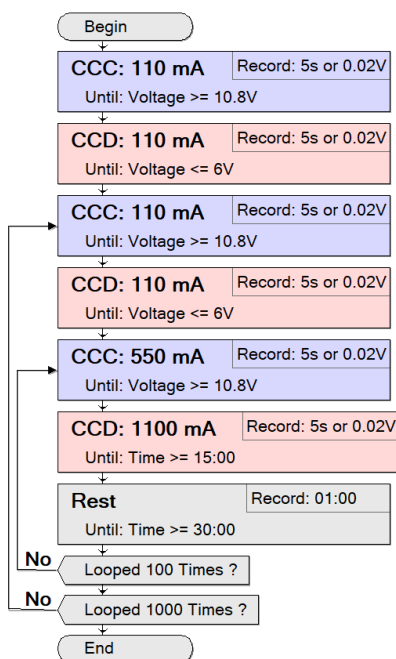 Begin
CCC: 110 mA Record: 5s or 0.02V
Until: Voltage >= 10.8V
CCD: 110 mA Record: 5s or 0.02V
Until: Voltage <= 6V
CCC: 110 mA Record: 5s or 0.02V
Until: Voltage >= 10.8V
CCD: 110 mA Record: 5s or 0.02V
Until: Voltage <= 6V
CCC: 550 mA Record: 5s or 0.02V
Until: Voltage >= 10.8V
CCD: 1100 mA Record: 5s or 0.02V
Until: Time >= 15:00
Rest Record: 01:00
Until: Time >= 30:00
No Looped 100 Times ?
No Looped 1000 Times ?
End